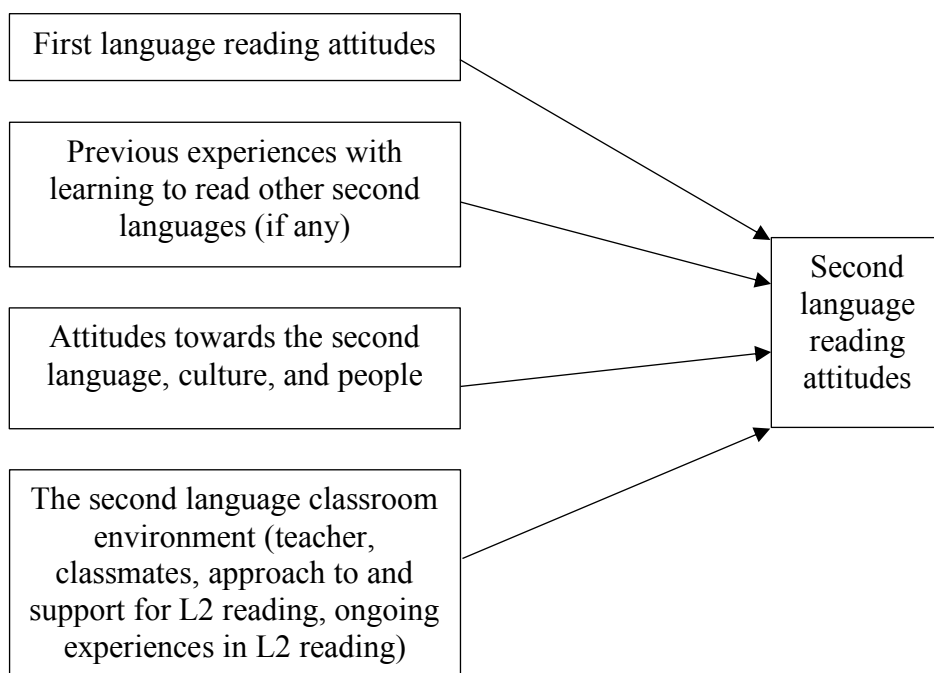 First language reading attitudes
Previous experiences with
learning to read other second
languages (if any)
Attitudes towards the second
language, culture, and people
The second language classroom
environment (teacher,
classmates, approach to and
support for L2 reading, ongoing
experiences in L2 reading)
Second
language
reading
attitudes